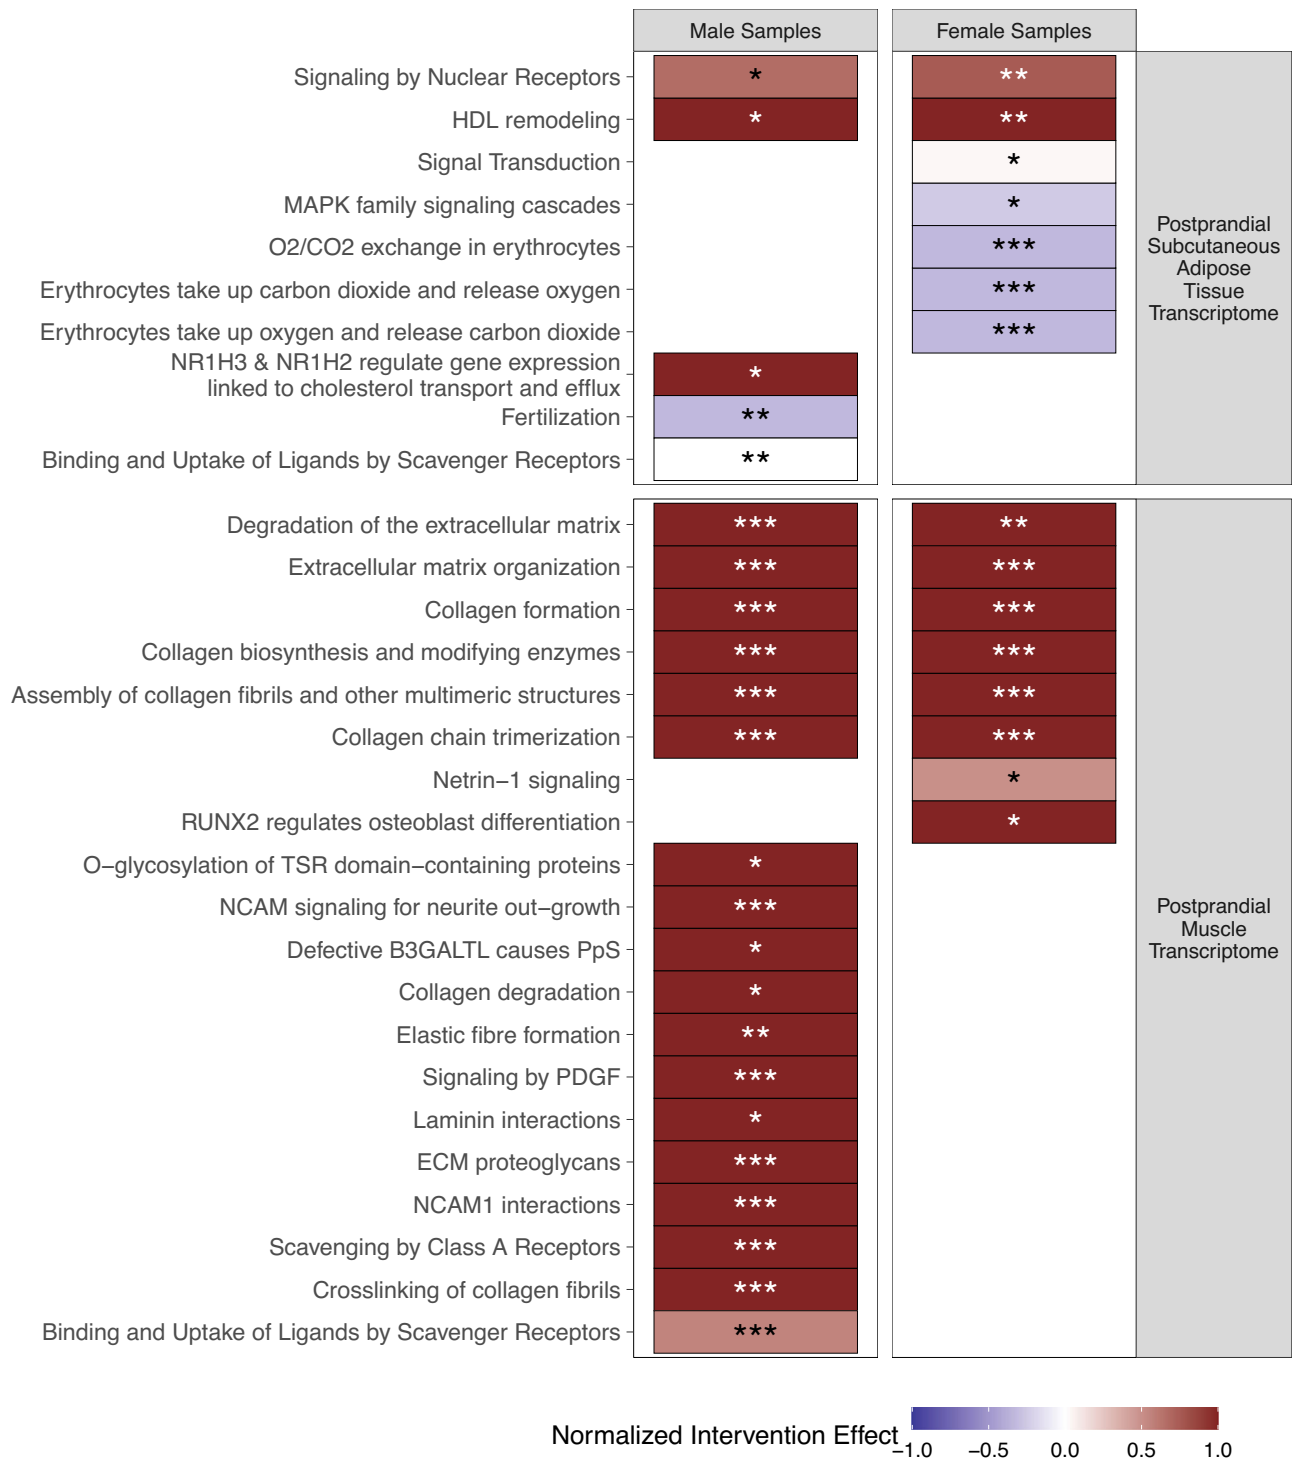 Male Samples
Female Samples
Signaling by Nuclear Receptors
*
**
HDL remodeling
*
**
Signal Transduction
*
MAPK family signaling cascades
*
O2/CO2 exchange in erythrocytes
***
Erythrocytes take up carbon dioxide and release oxygen
***
Erythrocytes take up oxygen and release carbon dioxide
***
NR1H3 & NR1H2 regulate gene expression
linked to cholesterol transport and efflux
*
Fertilization
**
Binding and Uptake of Ligands by Scavenger Receptors
**
Postprandial
Subcutaneous
Adipose
Tissue
Transcriptome
Degradation of the extracellular matrix
***
**
Extracellular matrix organization
***
***
Collagen formation
***
***
Collagen biosynthesis and modifying enzymes
***
***
Assembly of collagen fibrils and other multimeric structures
***
***
Collagen chain trimerization
***
***
Netrin−1 signaling
*
RUNX2 regulates osteoblast differentiation
*
O−glycosylation of TSR domain−containing proteins
*
NCAM signaling for neurite out−growth
***
Defective B3GALTL causes PpS
*
Collagen degradation
*
Elastic fibre formation
**
Signaling by PDGF
***
Laminin interactions
*
ECM proteoglycans
***
NCAM1 interactions
***
Scavenging by Class A Receptors
***
Crosslinking of collagen fibrils
***
Binding and Uptake of Ligands by Scavenger Receptors
***
Postprandial
Muscle
Transcriptome
Normalized Intervention Effect
−1.0 −0.5 0.0 0.5 1.0